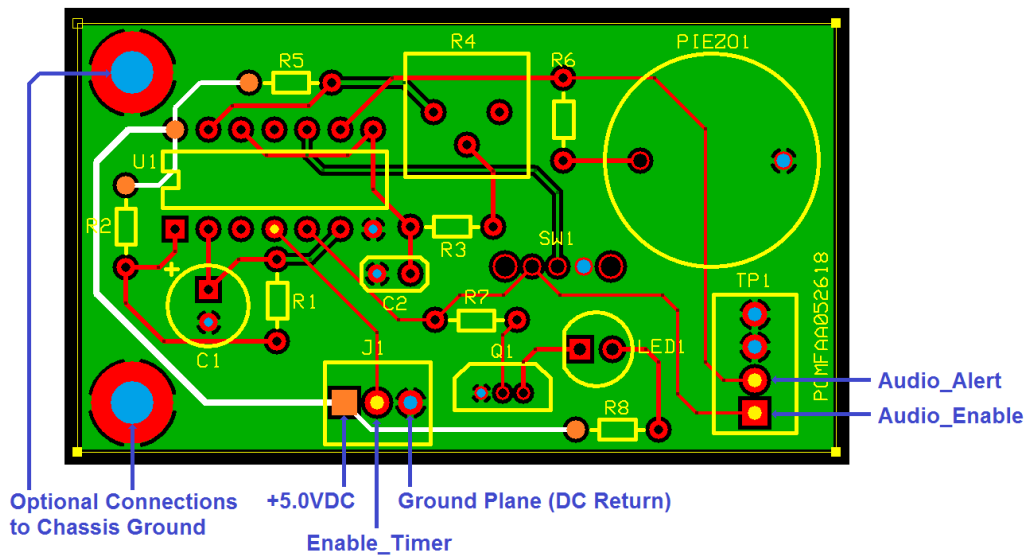 PIEZO1
R4
R5
R6
U1
R2
R3
SW1
TP1
+
C2
R1
R7
C1
J1
Q1
LED1
R8
PCMFAA052618
Audio_Alert
Audio_Enable
Optional Connections
to Chassis Ground
+5.0VDC
Ground Plane (DC Return)
Enable_Timer